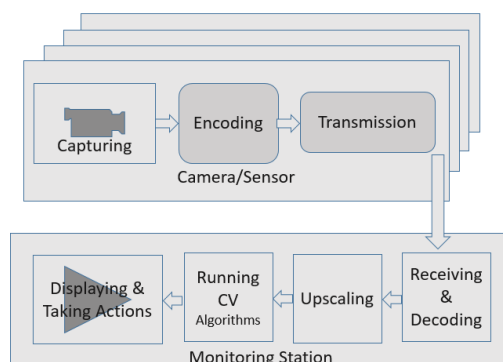 Capturing
Encoding
Transmission
Camera/Sensor
Displaying &
Taking Actions
Running
CV
Algorithms
Upscaling
Receiving
&
Decoding
Monitoring Station